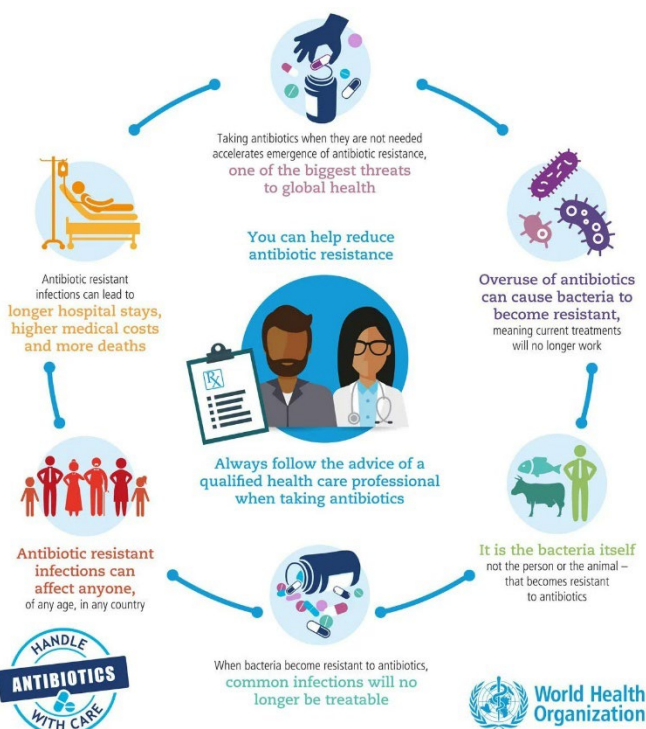 Taking antibiotics when they are not needed
accelerates emergence of antibiotic resistance,
one of the biggest threats
to global health
Overuse of antibiotics
can cause bacteria to
become resistant,
meaning current treatments
will no longer work
It is the bacteria itself
not the person or the animal –
that becomes resistant
to antibiotics
When bacteria become resistant to antibiotics,
common infections will no
longer be treatable
Antibiotic resistant
infections can
affect anyone,
of any age, in any country
Antibiotic resistant
infections can lead to
longer hospital stays,
higher medical costs
and more deaths
You can help reduce
antibiotic resistance
Rx
Always follow the advice of a
qualified health care professional
when taking antibiotics
HANDLE
ANTIBIOTICS
WITH CARE
World Health
Organization